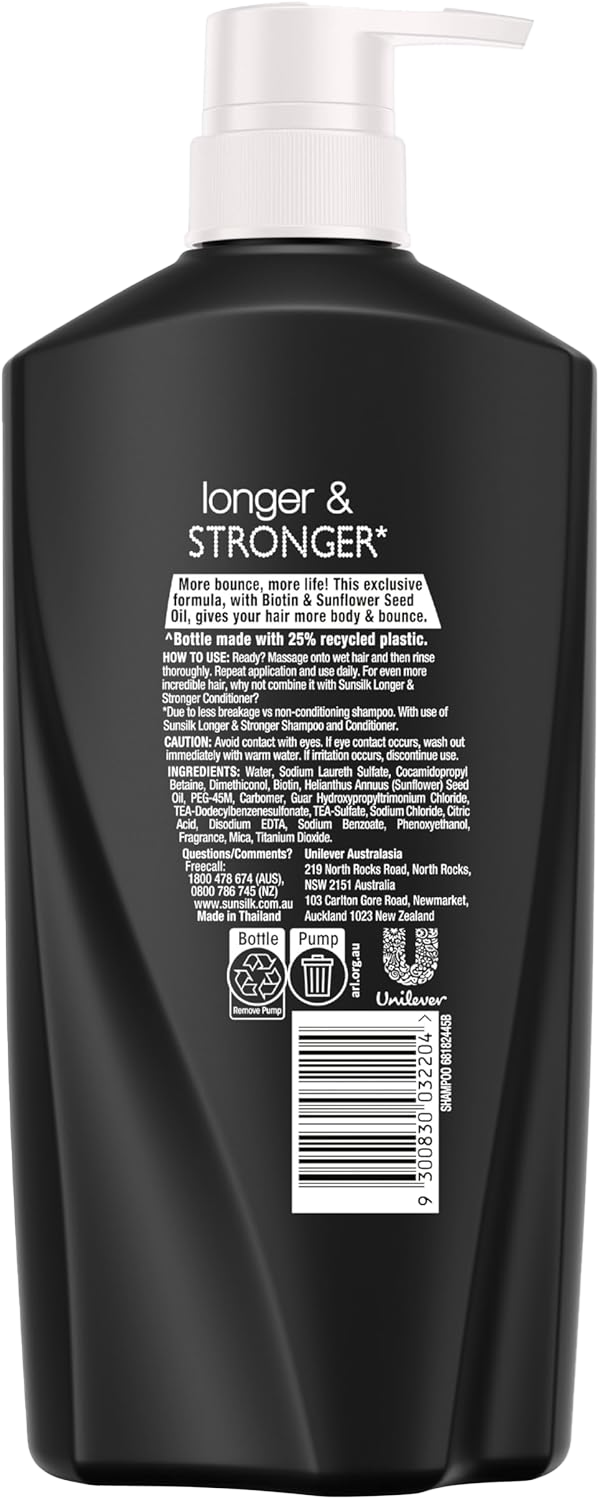 longer &
STRONGER*
More bounce, more life! This exclusive
formula, with Biotin & Sunflower Seed
Oil, gives your hair more body & bounce.
^Bottle made with 25% recycled plastic.
HOW TO USE: Ready? Massage onto wet hair and then rinse
thoroughly. Repeat application and use daily. For even more
incredible hair, why not combine it with Sunsilk Longer &
Stronger Conditioner?
*Due to less breakage vs non-conditioning shampoo. With use of
Sunsilk Longer & Stronger Shampoo and Conditioner.
CAUTION: Avoid contact with eyes. If eye contact occurs, wash out
immediately with warm water. If irritation occurs, discontinue use.
INGREDIENTS: Water, Sodium Laureth Sulfate, Cocamidopropyl
Betaine, Dimethiconol, Biotin, Helianthus Annuus (Sunflower) Seed
Oil, PEG-45M, Carbomer, Guar Hydroxypropyltrimonium Chloride,
TEA-Dodecylbenzenesulfonate, TEA-Sulfate, Sodium Chloride, Citric
Acid, Disodium EDTA, Sodium Benzoate, Phenoxyethanol,
Fragrance, Mica, Titanium Dioxide.
Questions/Comments?
Freecall:
1800 478 674 (AUS),
0800 786 745 (NZ)
www.sunsilk.com.au
Made in Thailand
Unilever Australasia
219 North Rocks Road, North Rocks,
NSW 2151 Australia
103 Carlton Gore Road, Newmarket,
Auckland 1023 New Zealand
Bottle
Remove Pump
Pump
arl.org.au
Unilever
SHAMPOO 68182445B
9 300830 032204 >